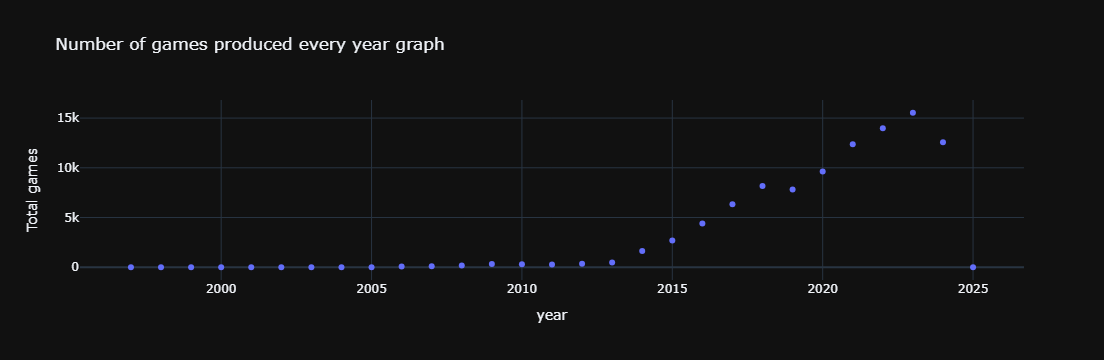 Number of games produced every year graph
15k
10k
5k
0
Total games
2000 2005 2010 2015 2020 2025
year